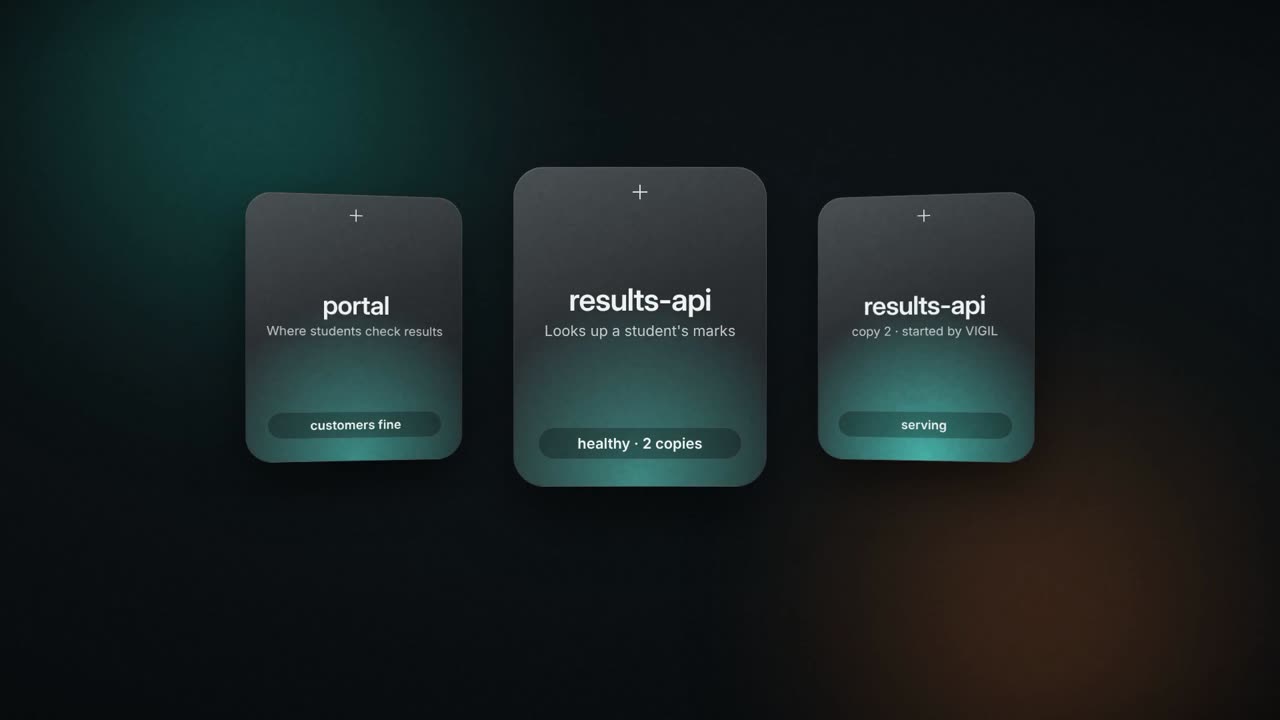 portal
Where students check results
customers fine
results-api
Looks up a student's marks
healthy · 2 copies
results-api
copy 2 · started by VIGIL
serving